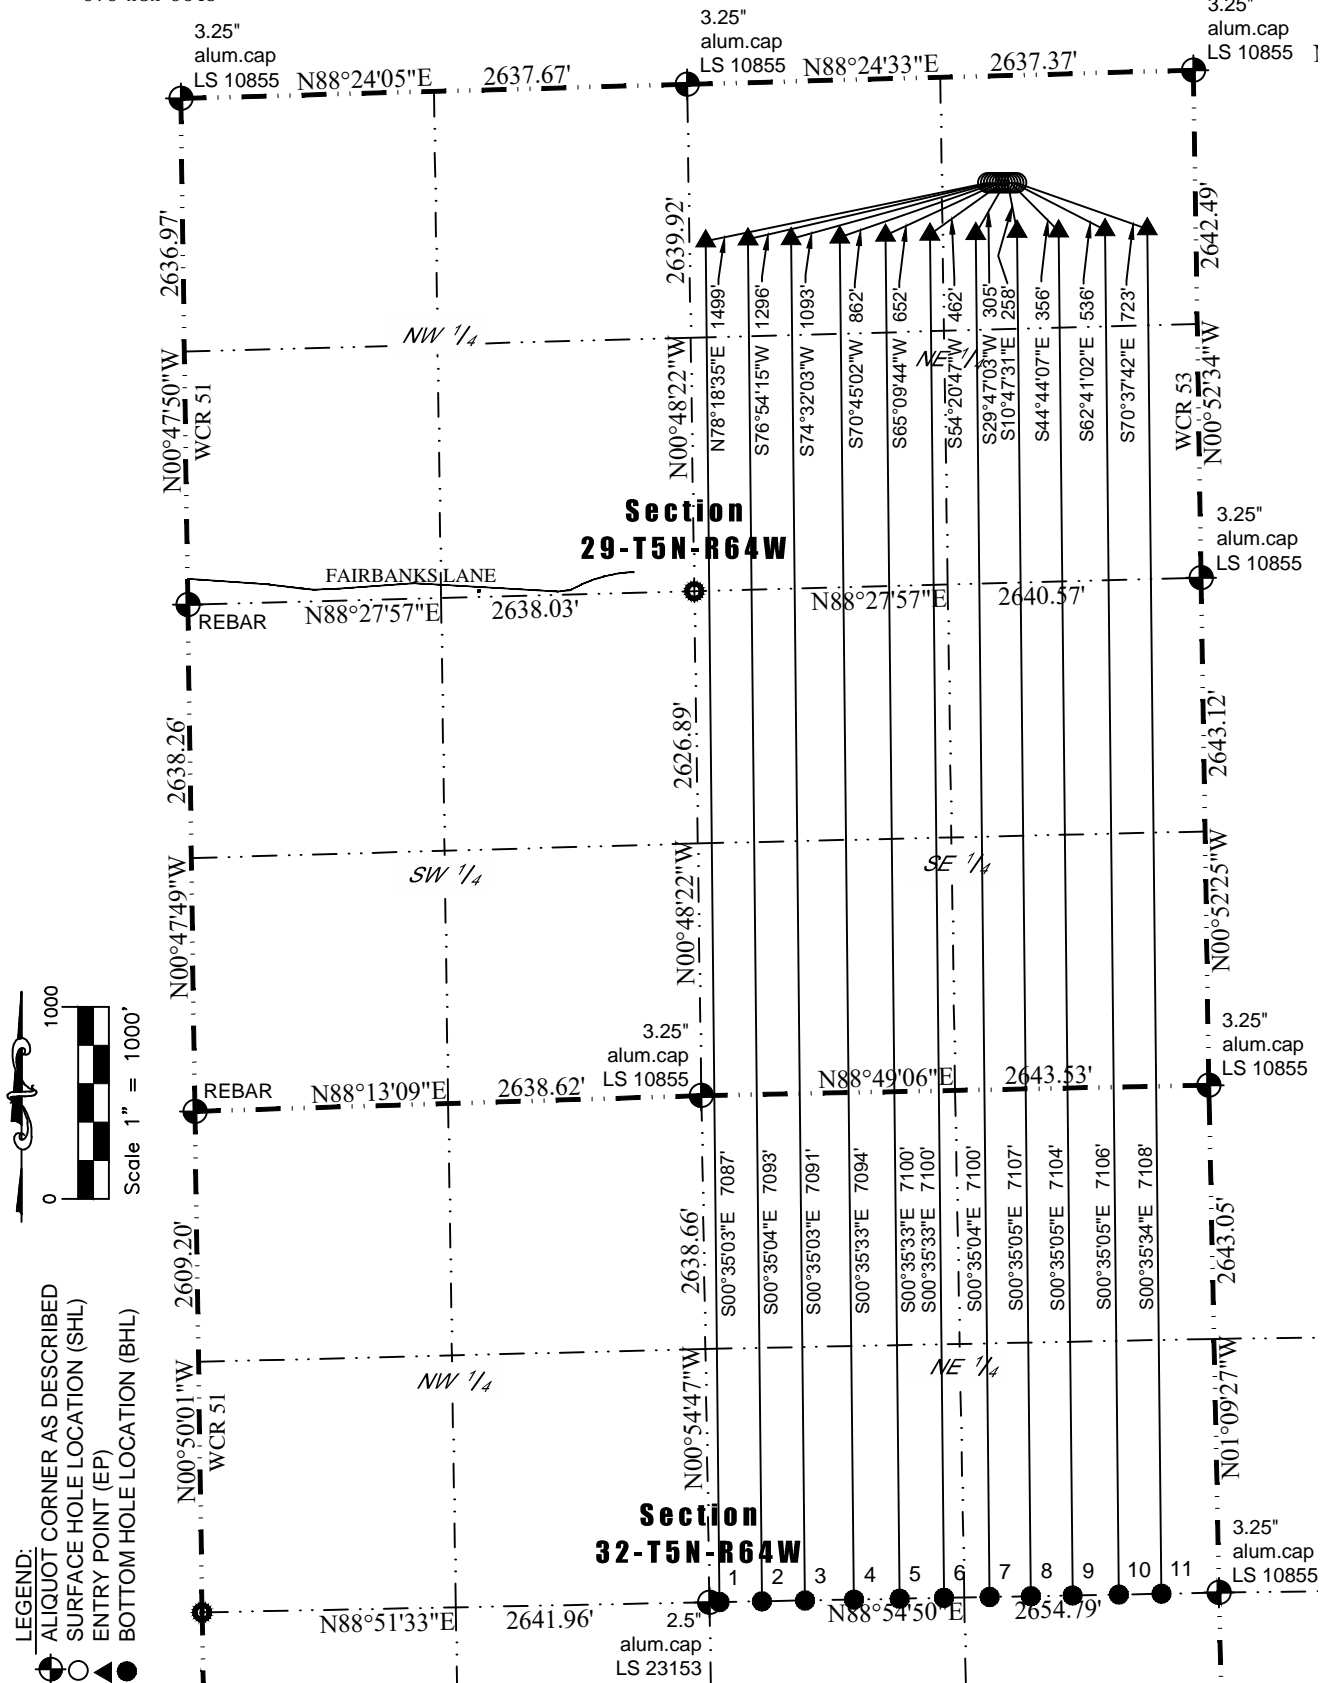 3.25"
alum.cap
LS 10855
3.25"
alum.cap
LS 10855
3.25"
alum.cap
LS 10855
N88°24'05"E 2637.67'
N88°24'33"E 2637.37'
2636.97'
2639.92'
2642.49'
1499'
1296'
1093'
862'
652'
462'
305'
258'
356'
536'
723'
NW 1/4
NE 1/4
N78°18'35"E
S76°54'15"W
S74°32'03"W
S70°45'02"W
S65°09'44"W
S54°20'47"W
S29°47'03"W
S10°47'31"E
S44°44'07"E
S62°41'02"E
S70°37'42"E
N00°47'50"W
WCR 51
N00°48'22"W
WCR 53
N00°52'34"W
Section
29-T5N-R64W
3.25"
alum.cap
LS 10855
FAIRBANKS LANE
REBAR
N88°27'57"E 2638.03'
N88°27'57"E 2640.57'
2638.26'
2626.89'
2643.12'
SW 1/4
SE 1/4
N00°47'49"W
N00°48'22"W
N00°52'25"W
3.25"
alum.cap
LS 10855
3.25"
alum.cap
LS 10855
REBAR
N88°13'09"E 2638.62'
N88°49'06"E 2643.53'
1000
0
Scale 1" = 1000'
2609.20'
2638.66'
2643.05'
S00°35'03"E 7087'
S00°35'04"E 7093'
S00°35'03"E 7091'
S00°35'33"E 7094'
S00°35'33"E 7100'
S00°35'33"E 7100'
S00°35'04"E 7100'
S00°35'05"E 7107'
S00°35'05"E 7104'
S00°35'05"E 7106'
S00°35'34"E 7108'
NW 1/4
NE 1/4
N00°50'01"W
WCR 51
N00°54'47"W
N01°09'27"W
Section
32-T5N-R64W
3.25"
alum.cap
LS 10855
1 2 3 4 5 6 7 8 9 10 11
N88°51'33"E 2641.96'
N88°54'50"E 2654.79'
2.5"
alum.cap
LS 23153
LEGEND:
ALIQUOT CORNER AS DESCRIBED
SURFACE HOLE LOCATION (SHL)
ENTRY POINT (EP)
BOTTOM HOLE LOCATION (BHL)